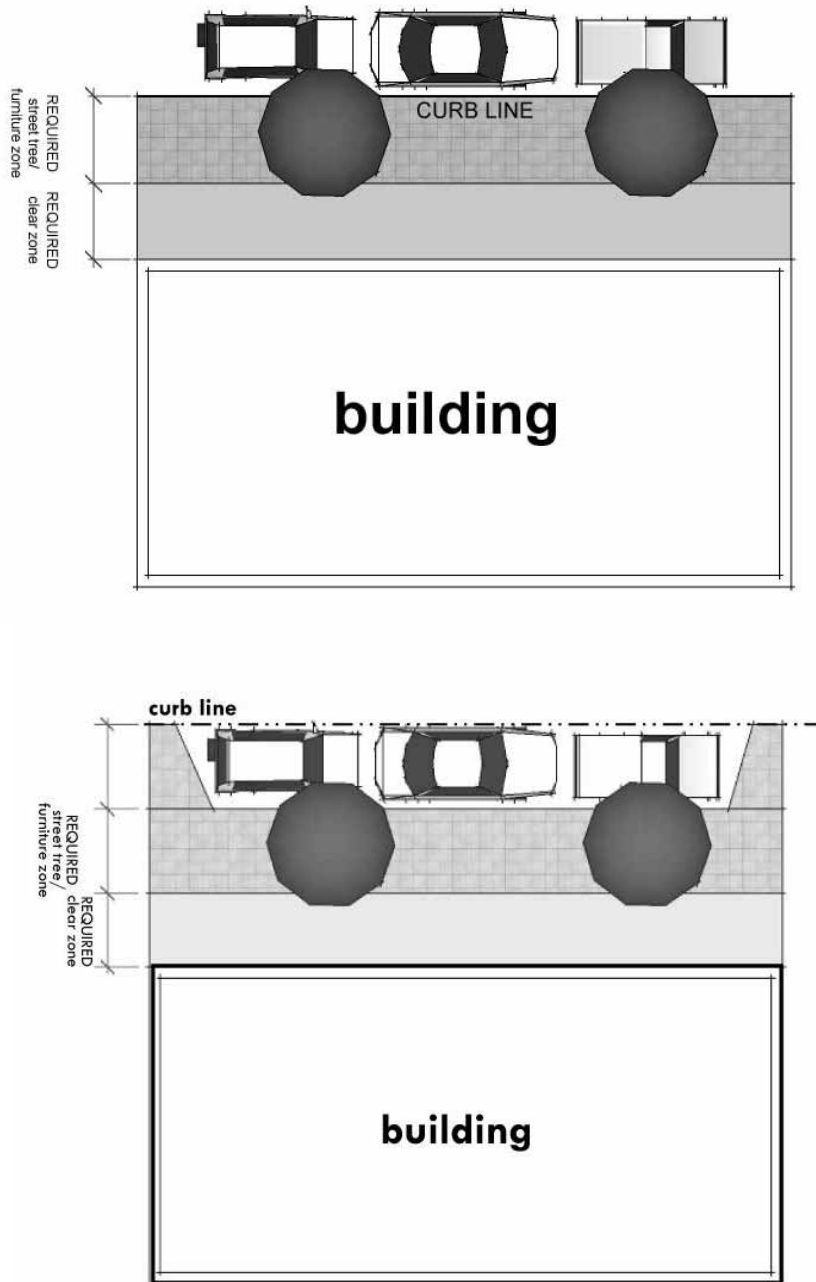 CURB LINE
REQUIRED
street tree/
furniture zone
REQUIRED
clear zone
building
curb line
REQUIRED
street tree/
furniture zone
REQUIRED
clear zone
building